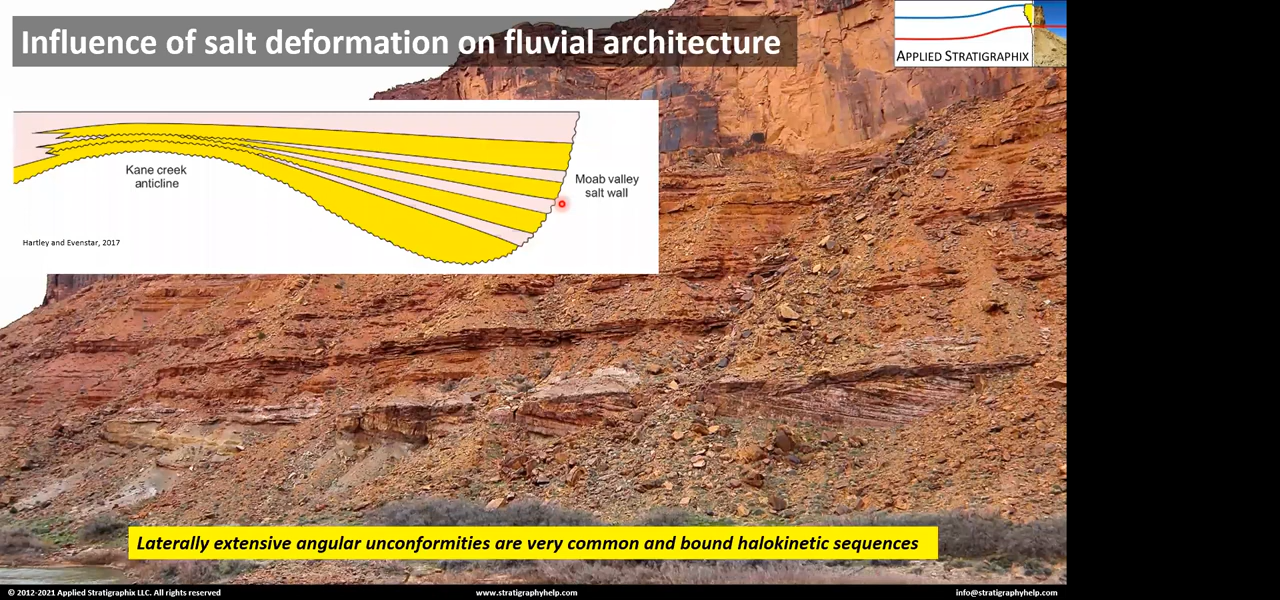 Influence of salt deformation on fluvial architecture
APPLIED STRATIGRAPHIX
Kane creek
anticline
Moab valley
salt wall
Hartley and Evenstar, 2017
Laterally extensive angular unconformities are very common and bound halokinetic sequences
© 2012-2021 Applied Stratigraphix LLC. All rights reserved
www.stratigraphyhelp.com
info@stratigraphyhelp.com